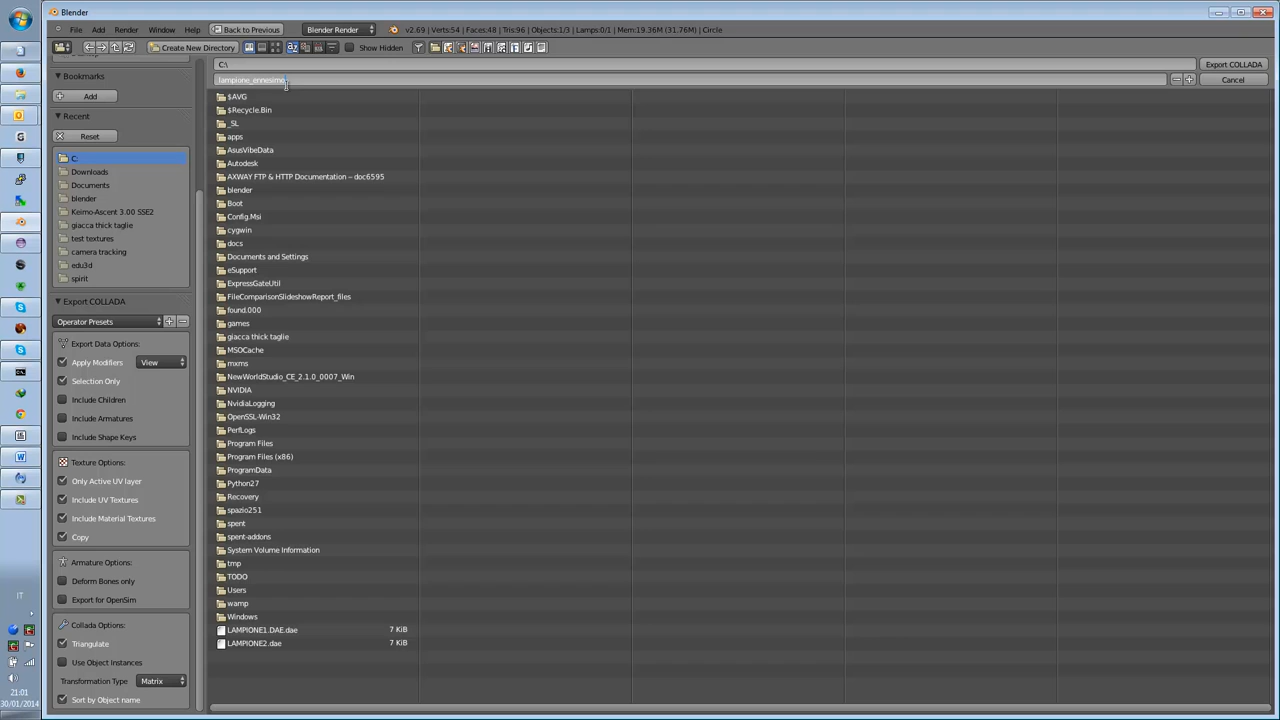 Blender
File Add Render Window Help Back to Previous Blender Render v2.69 | Verts:54 | Faces:48 | Tris:96 | Objects:1/3 | Lamps:0/1 | Mem:19.36M (31.76M) | Circle
Create New Directory Show Hidden
C:\ Export COLLADA
lampione_ennesimo Cancel
Bookmarks
Add
Recent
Reset
C:
Downloads
Documents
blender
Keimo-Ascent 3.00 SSE2
giacca thick taglie
test textures
camera tracking
edu3d
spirit
Export COLLADA
Operator Presets
Export Data Options:
Apply Modifiers View
Selection Only
Include Children
Include Armatures
Include Shape Keys
Texture Options:
Only Active UV layer
Include UV Textures
Include Material Textures
Copy
Armature Options:
Deform Bones only
Export for OpenSim
Collada Options:
Triangulate
Use Object Instances
Transformation Type Matrix
Sort by Object name
$AVG
$Recycle.Bin
_SL
apps
AsusVibeData
Autodesk
AXWAY FTP & HTTP Documentation – doc6595
blender
Boot
Config.Msi
cygwin
docs
Documents and Settings
eSupport
ExpressGateUtil
FileComparisonSlideshowReport_files
found.000
games
giacca thick taglie
MSOCache
mxms
NewWorldStudio_CE_2.1.0_0007_Win
NVIDIA
NvidiaLogging
OpenSSL-Win32
PerfLogs
Program Files
Program Files (x86)
ProgramData
Python27
Recovery
spazio251
spent
spent-addons
System Volume Information
tmp
TODO
Users
wamp
Windows
LAMPIONE1.DAE.dae 7 KiB
LAMPIONE2.dae 7 KiB
IT
21:01
30/01/2014